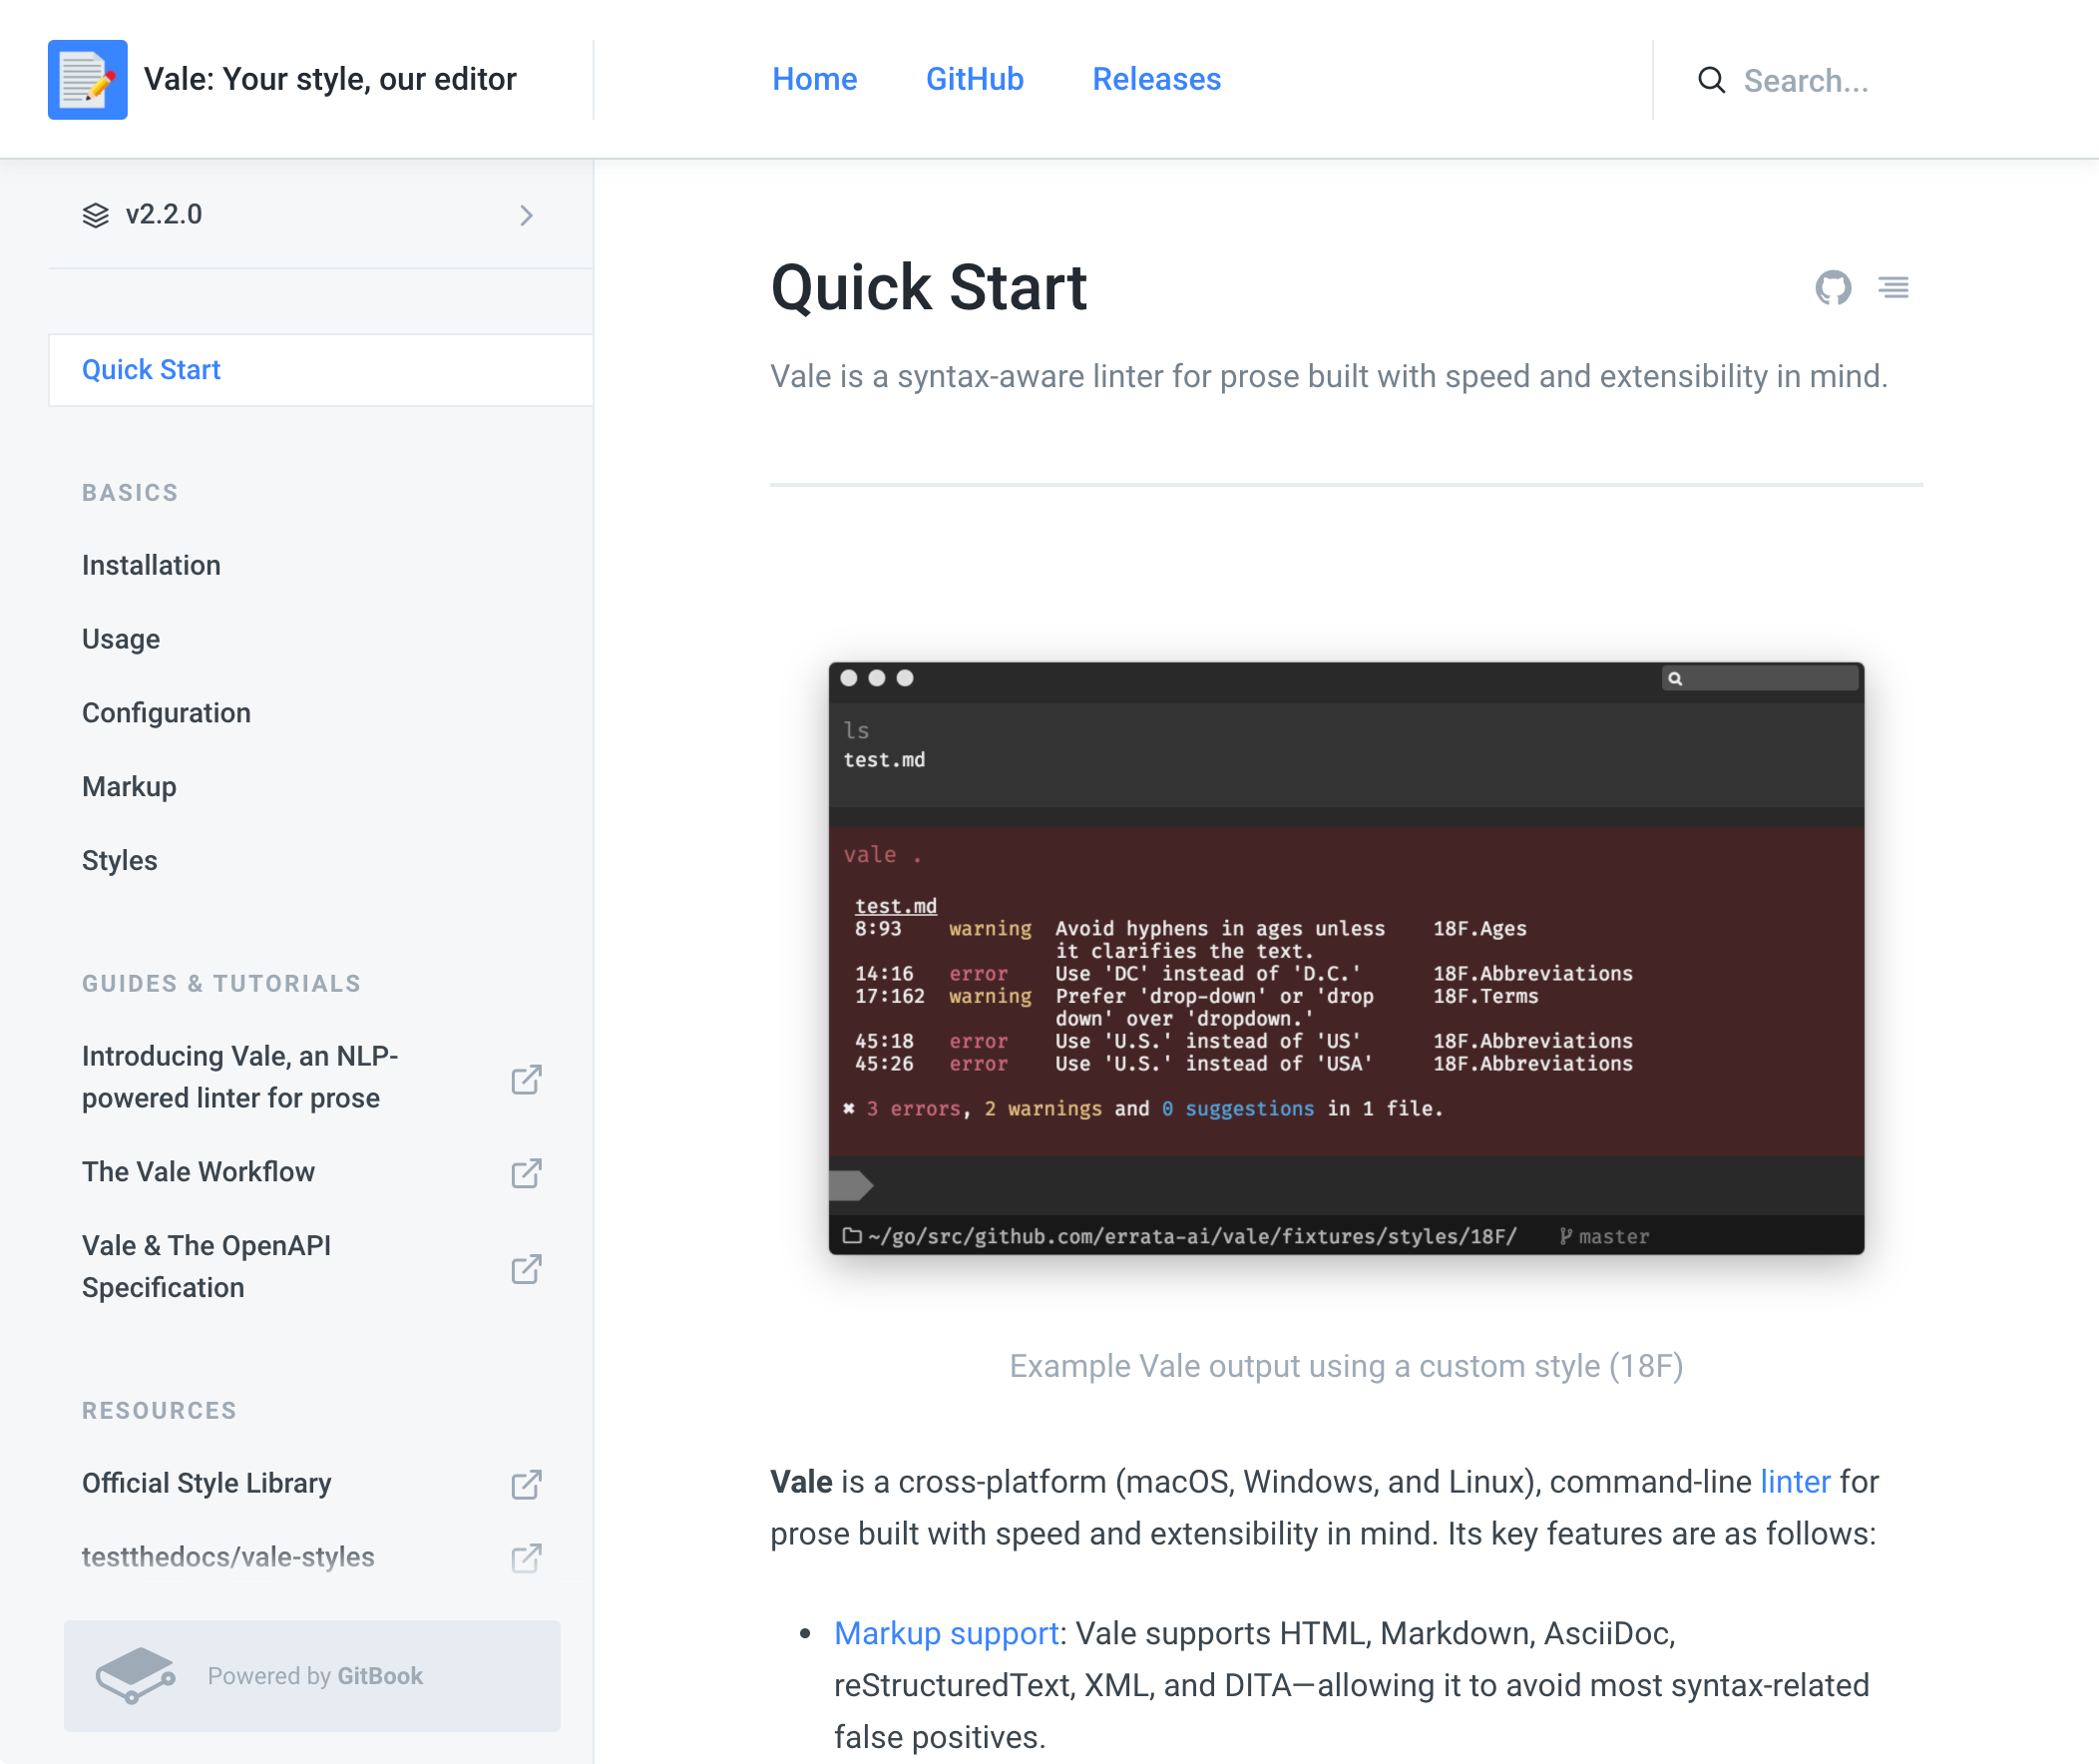 Vale: Your style, our editor
Home
GitHub
Releases
Search...
v2.2.0
Quick Start
BASICS
Installation
Usage
Configuration
Markup
Styles
GUIDES & TUTORIALS
Introducing Vale, an NLP-
powered linter for prose
The Vale Workflow
Vale & The OpenAPI
Specification
RESOURCES
Official Style Library
testthedocs/vale-styles
Powered by GitBook
Quick Start
Vale is a syntax-aware linter for prose built with speed and extensibility in mind.
ls
test.md
vale .
test.md
8:93 warning Avoid hyphens in ages unless 18F.Ages
it clarifies the text.
14:16 error Use 'DC' instead of 'D.C.' 18F.Abbreviations
17:162 warning Prefer 'drop-down' or 'drop 18F.Terms
down' over 'dropdown.'
45:18 error Use 'U.S.' instead of 'US' 18F.Abbreviations
45:26 error Use 'U.S.' instead of 'USA' 18F.Abbreviations
✖ 3 errors, 2 warnings and 0 suggestions in 1 file.
~/go/src/github.com/errata-ai/vale/fixtures/styles/18F/ master
Example Vale output using a custom style (18F)
Vale is a cross-platform (macOS, Windows, and Linux), command-line linter for
prose built with speed and extensibility in mind. Its key features are as follows:
• Markup support: Vale supports HTML, Markdown, AsciiDoc,
reStructuredText, XML, and DITA—allowing it to avoid most syntax-related
false positives.